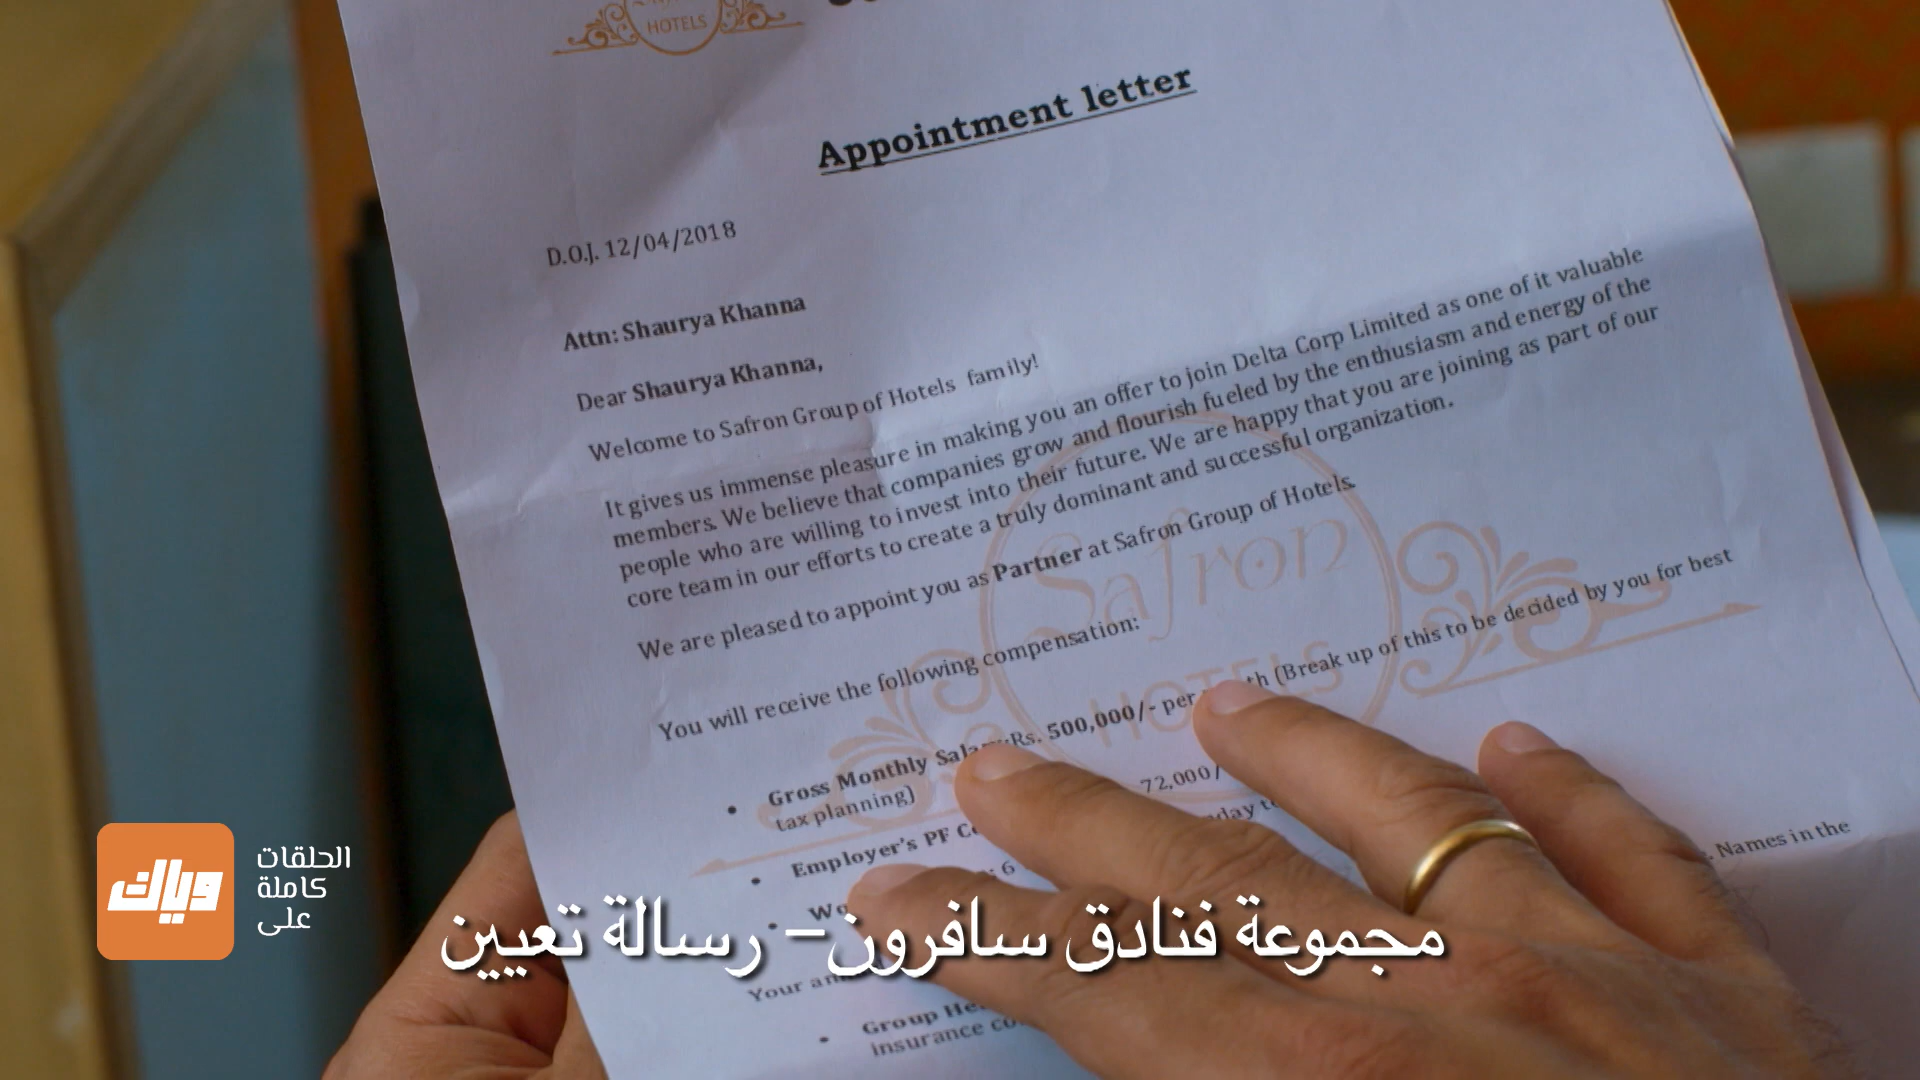 HOTELS
Appointment letter
D.O.J. 12/04/2018
Attn: Shaurya Khanna
Dear Shaurya Khanna,
Welcome to Safron Group of Hotels family!
It gives us immense pleasure in making you an offer to join Delta Corp Limited as one of it valuable
members. We believe that companies grow and flourish fueled by the enthusiasm and energy of the
people who are willing to invest into their future. We are happy that you are joining as part of our
core team in our efforts to create a truly dominant and successful organization.
We are pleased to appoint you as Partner at Safron Group of Hotels.
Safron
HOTELS
You will receive the following compensation:
• Gross Monthly Salary Rs. 500,000/- per (Break up of this to be decided by you for best
tax planning)
• Employer's PF 72,000/
6
Names in the
Your
• Group
insurance
الحلقات
كاملة
على
وياك
مجموعة فنادق سافرون– رسالة تعيين